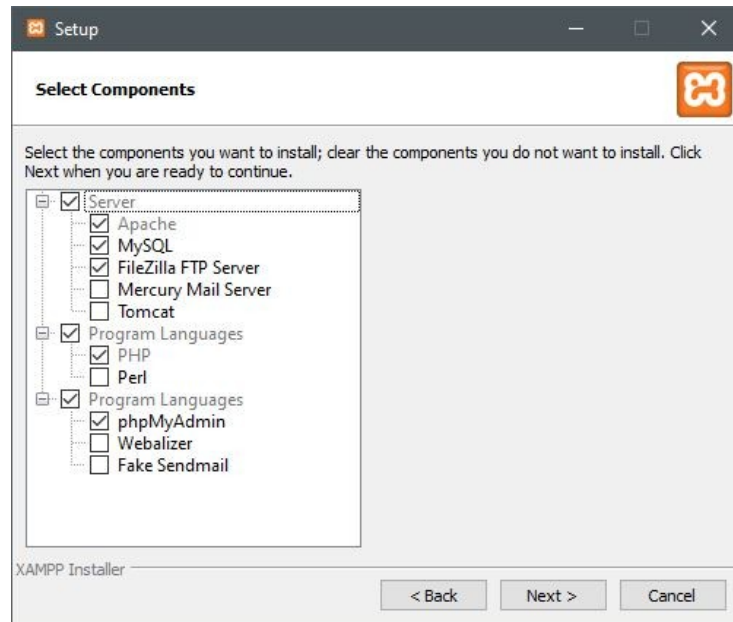 Setup
Select Components
Select the components you want to install; clear the components you do not want to install. Click
Next when you are ready to continue.
Server
Apache
MySQL
FileZilla FTP Server
Mercury Mail Server
Tomcat
Program Languages
PHP
Perl
Program Languages
phpMyAdmin
Webalizer
Fake Sendmail
XAMPP Installer
< Back Next > Cancel